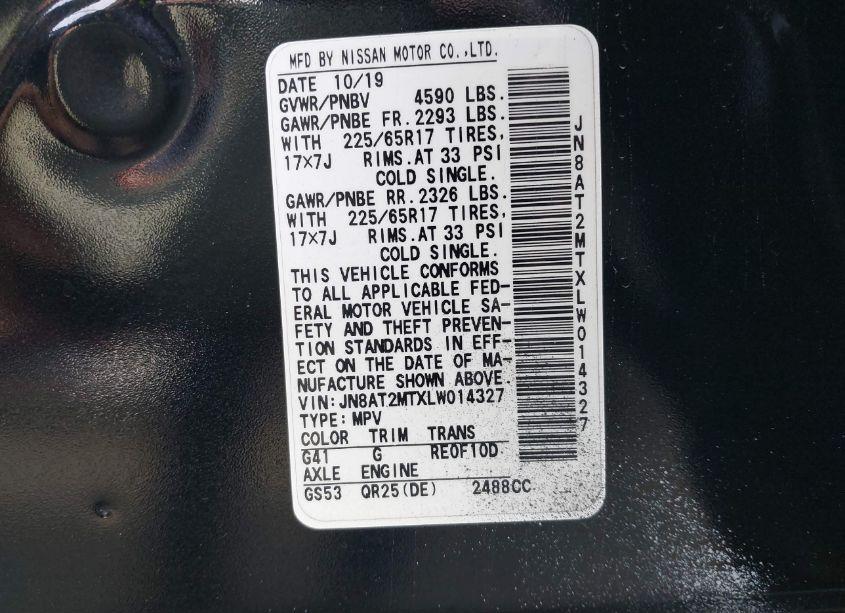 MFD BY NISSAN MOTOR CO.,LTD.
DATE 10/19
GVWR/PNBV 4590 LBS.
GAWR/PNBE FR.2293 LBS.
WITH 225/65R17 TIRES,
17×7J RIMS.AT 33 PSI
COLD SINGLE.
GAWR/PNBE RR.2326 LBS.
WITH 225/65R17 TIRES,
17×7J RIMS.AT 33 PSI
COLD SINGLE.
THIS VEHICLE CONFORMS
TO ALL APPLICABLE FED-
ERAL MOTOR VEHICLE SA-
FETY AND THEFT PREVEN-
TION STANDARDS IN EFF-
ECT ON THE DATE OF MA-
NUFACTURE SHOWN ABOVE.
VIN:JN8AT2MTXLW014327
TYPE:MPV
COLOR TRIM TRANS
G41 G RE0F10D
AXLE ENGINE
GS53 QR25(DE) 2488CC
JN8AT2MTXLW014327